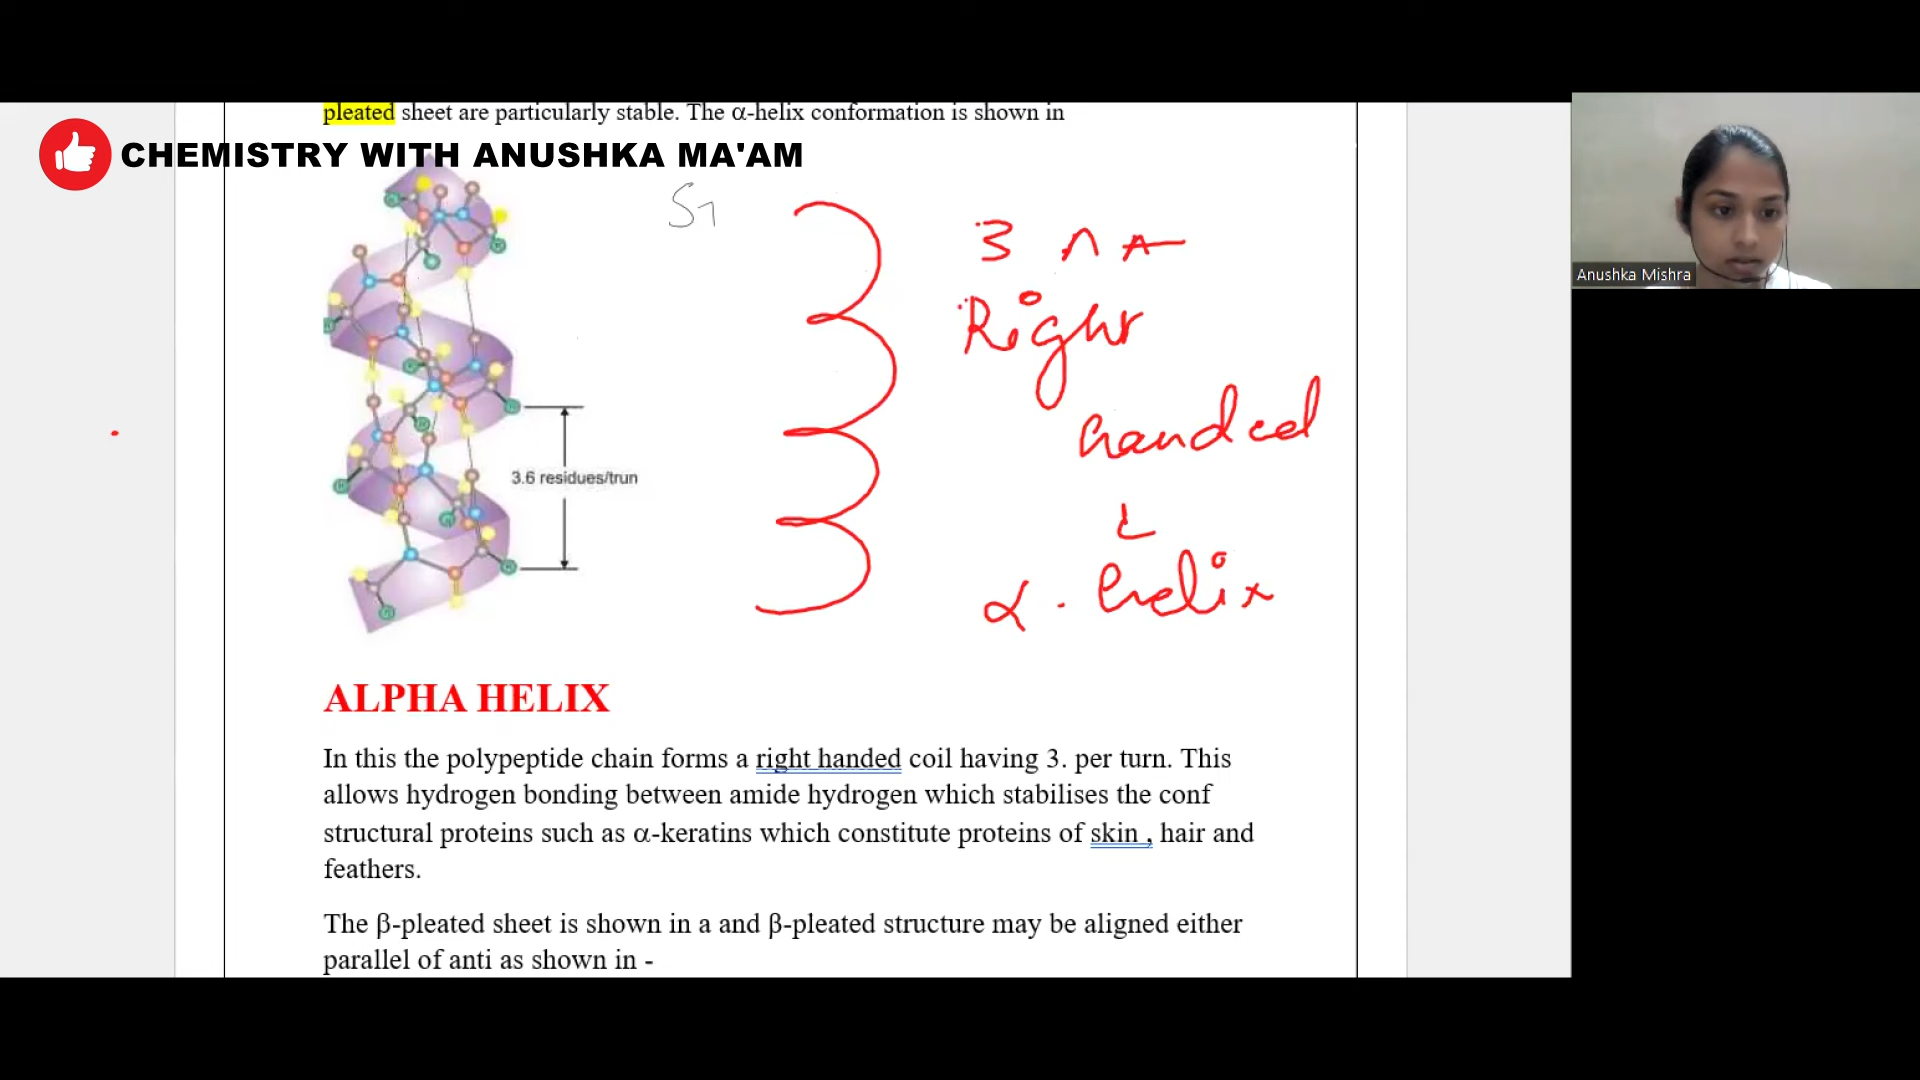 pleated sheet are particularly stable. The α-helix conformation is shown in
CHEMISTRY WITH ANUSHKA MA'AM
3
Right
handed
α. helix
3.6 residues/trun
Anushka Mishra
ALPHA HELIX
In this the polypeptide chain forms a right handed coil having 3. per turn. This
allows hydrogen bonding between amide hydrogen which stabilises the conf
structural proteins such as α-keratins which constitute proteins of skin , hair and
feathers.
The β-pleated sheet is shown in a and β-pleated structure may be aligned either
parallel of anti as shown in -